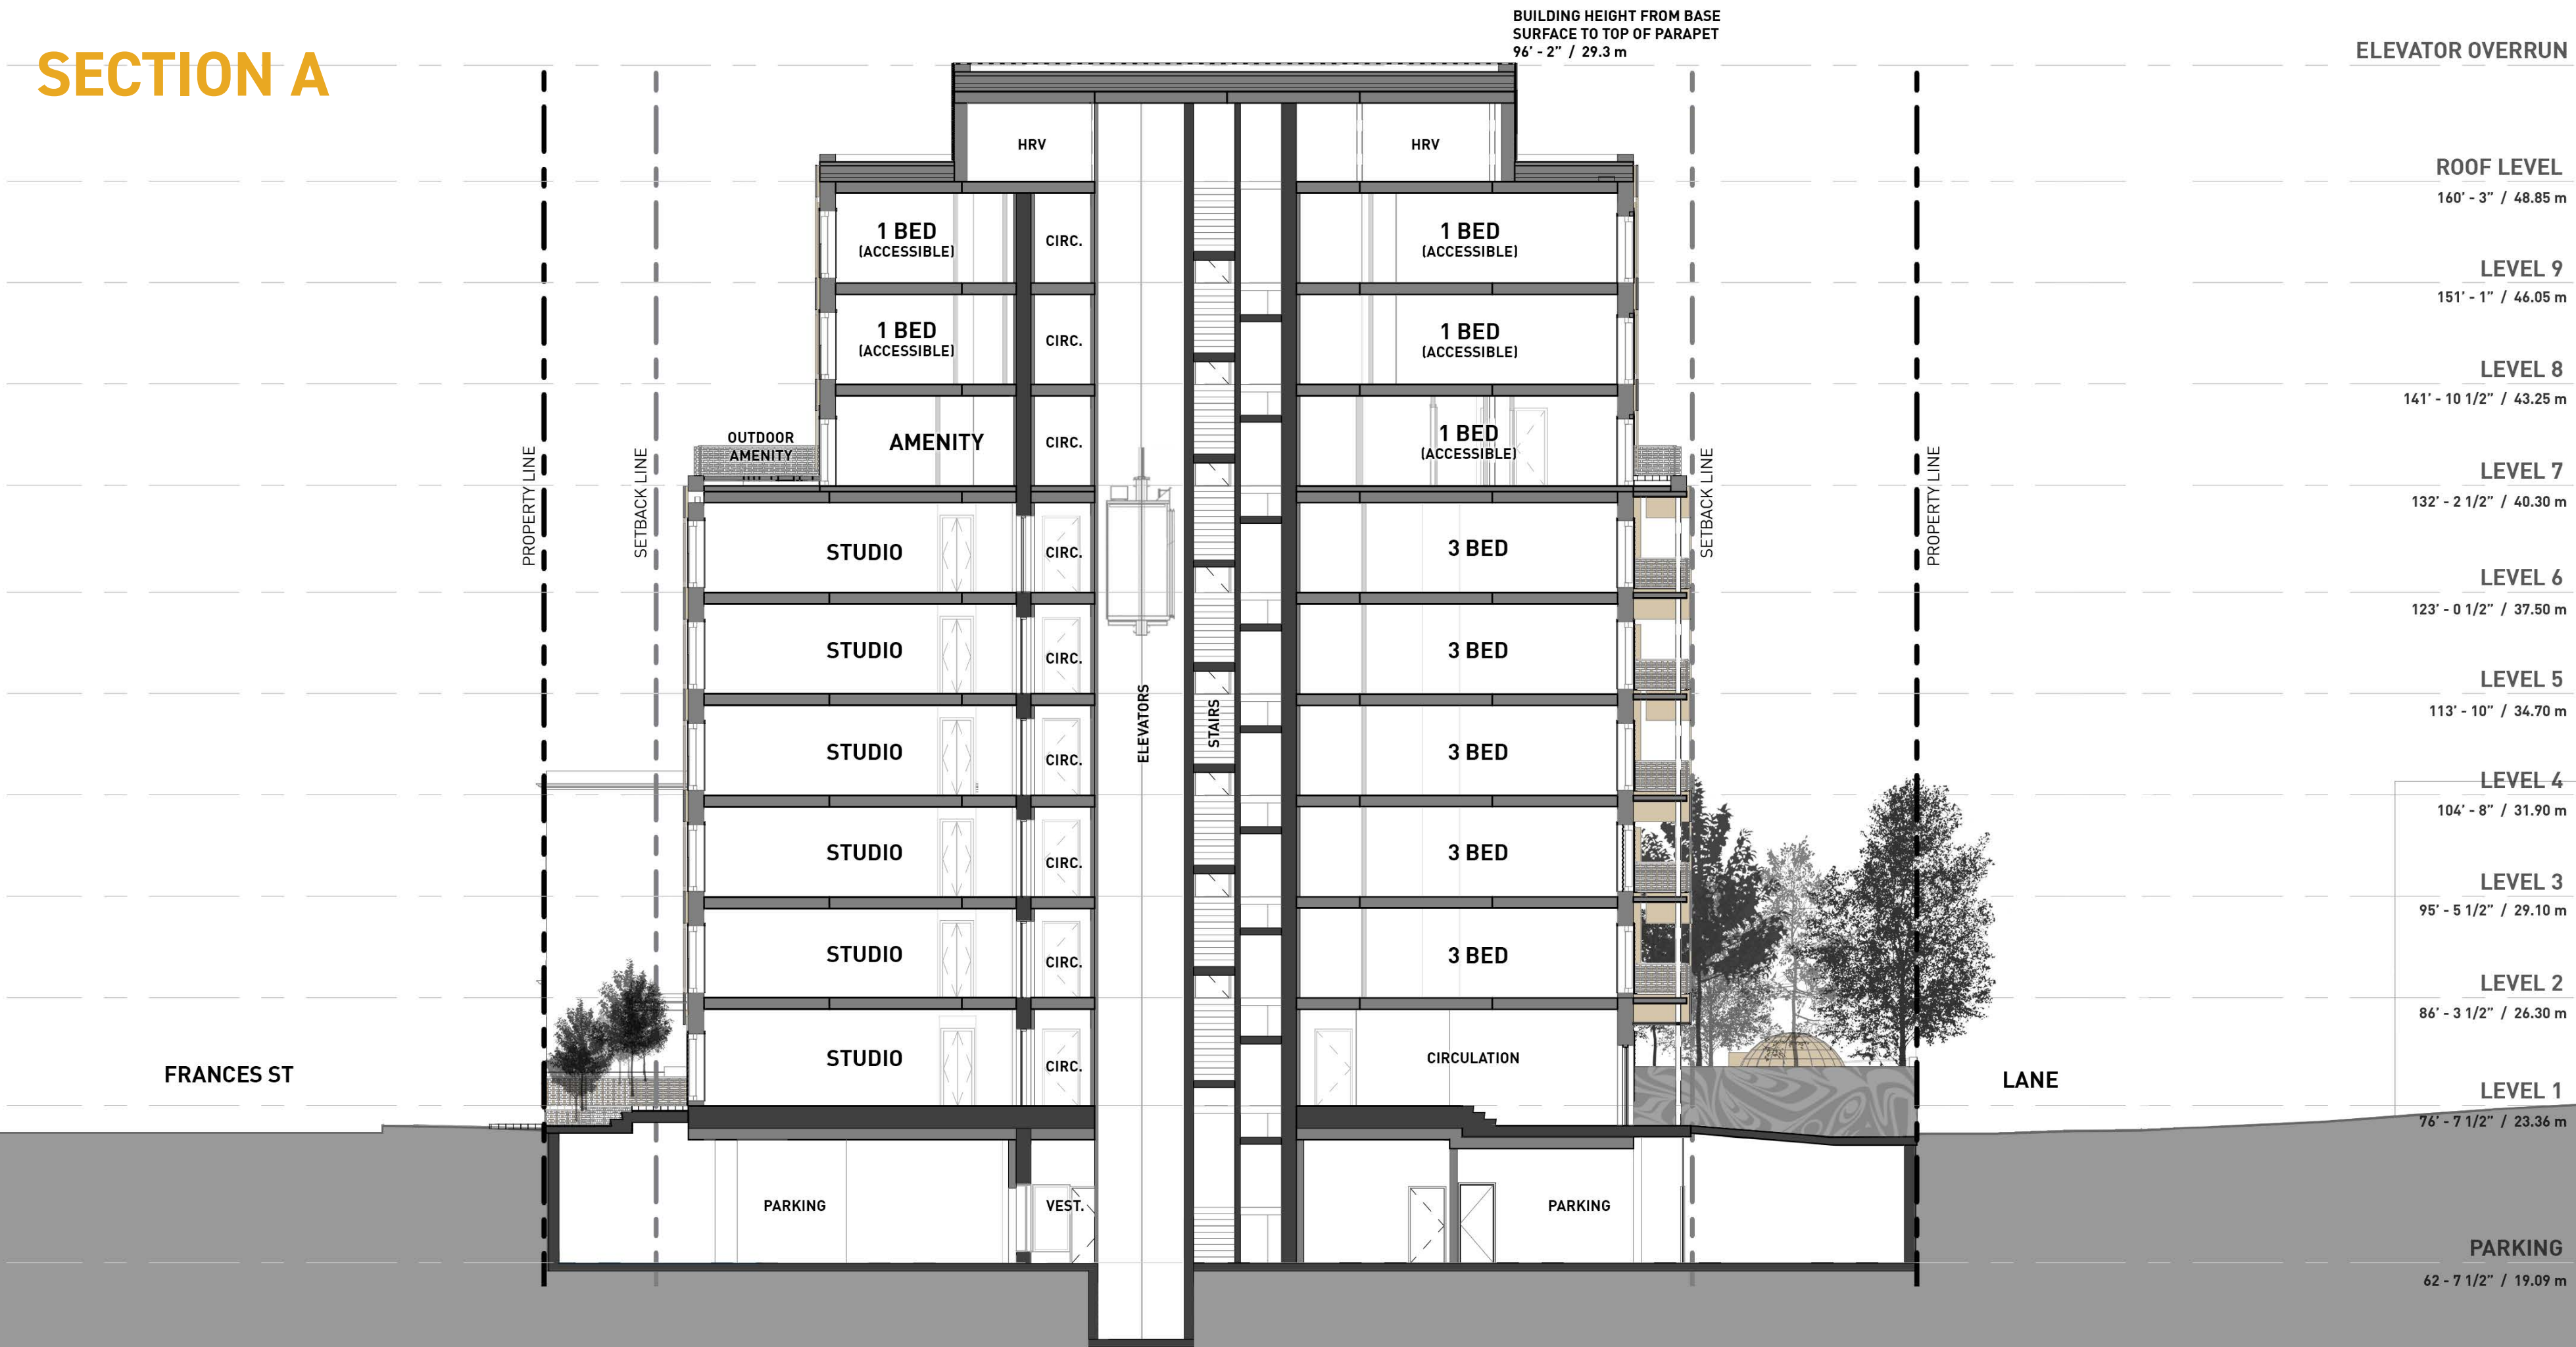 SECTION A
BUILDING HEIGHT FROM BASE
SURFACE TO TOP OF PARAPET
96' - 2" / 29.3 m
ELEVATOR OVERRUN
HRV
HRV
ROOF LEVEL
160' - 3" / 48.85 m
1 BED
(ACCESSIBLE)
CIRC.
1 BED
(ACCESSIBLE)
LEVEL 9
151' - 1" / 46.05 m
1 BED
(ACCESSIBLE)
CIRC.
1 BED
(ACCESSIBLE)
LEVEL 8
141' - 10 1/2" / 43.25 m
OUTDOOR
AMENITY
AMENITY
CIRC.
1 BED
(ACCESSIBLE)
LEVEL 7
132' - 2 1/2" / 40.30 m
PROPERTY LINE
SETBACK LINE
SETBACK LINE
PROPERTY LINE
STUDIO
CIRC.
3 BED
LEVEL 6
123' - 0 1/2" / 37.50 m
STUDIO
CIRC.
3 BED
LEVEL 5
113' - 10" / 34.70 m
ELEVATORS
STAIRS
STUDIO
CIRC.
3 BED
LEVEL 4
104' - 8" / 31.90 m
STUDIO
CIRC.
3 BED
LEVEL 3
95' - 5 1/2" / 29.10 m
STUDIO
CIRC.
3 BED
LEVEL 2
86' - 3 1/2" / 26.30 m
FRANCES ST
STUDIO
CIRC.
CIRCULATION
LANE
LEVEL 1
76' - 7 1/2" / 23.36 m
PARKING
VEST.
PARKING
PARKING
62 - 7 1/2" / 19.09 m